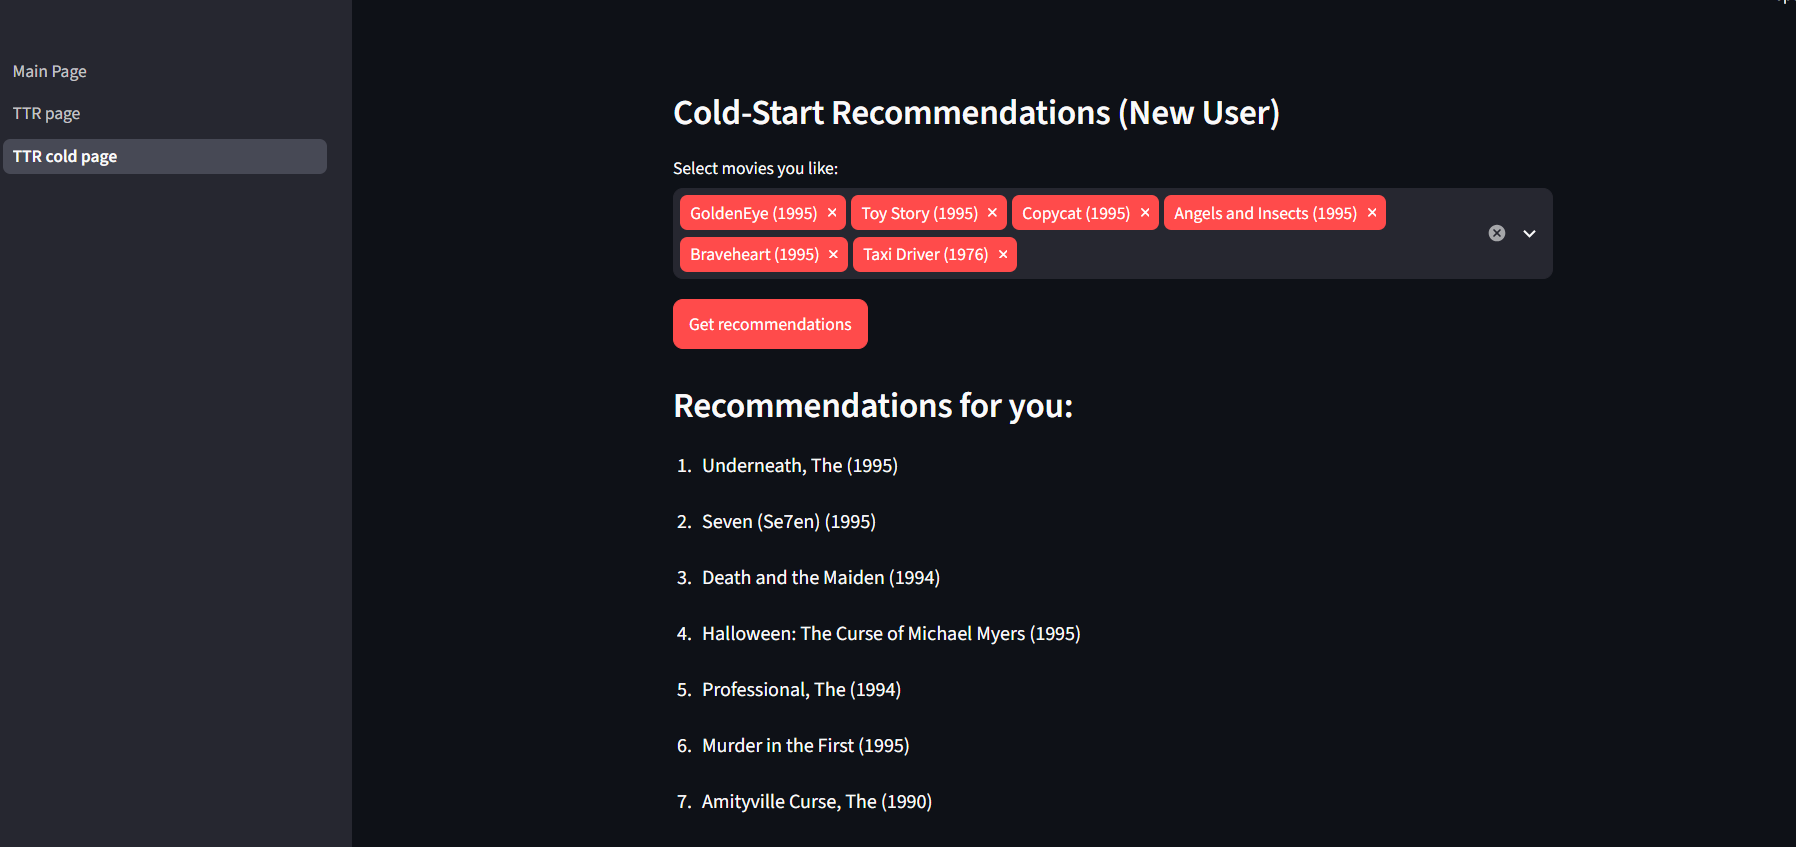 Main Page
TTR page
TTR cold page
Cold-Start Recommendations (New User)
Select movies you like:
GoldenEye (1995) Toy Story (1995) Copycat (1995) Angels and Insects (1995)
Braveheart (1995) Taxi Driver (1976)
Get recommendations
Recommendations for you:
1. Underneath, The (1995)
2. Seven (Se7en) (1995)
3. Death and the Maiden (1994)
4. Halloween: The Curse of Michael Myers (1995)
5. Professional, The (1994)
6. Murder in the First (1995)
7. Amityville Curse, The (1990)